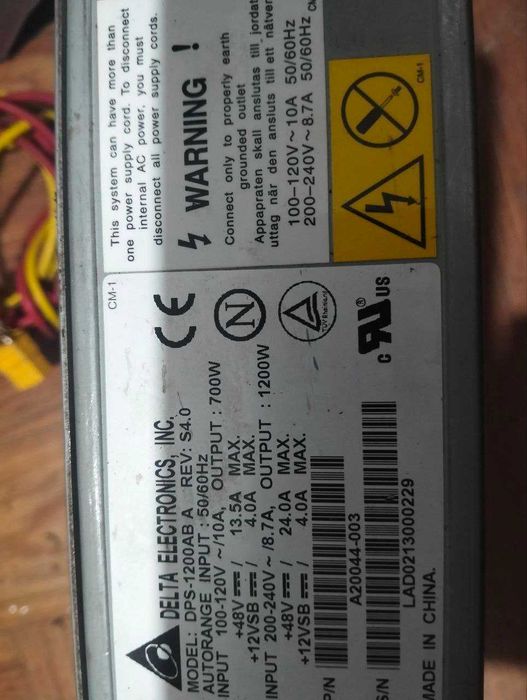 This system can have more than
one power supply cord. To disconnect
internal AC power, you must
disconnect all power supply cords.
WARNING !
Connect only to properly earth
grounded outlet
Appapraten skall anslutas till jordat
uttag när den ansluts till ett nätver
100-120V~10A 50/60Hz
200-240V~8.7A 50/60Hz
CM-1
CM-1
DELTA ELECTRONICS, INC.
MODEL: DPS-1200AB A REV: S4.0
AUTORANGE INPUT : 50/60Hz
INPUT 100-120V ~/10A, OUTPUT : 700W
+48V / 13.5A MAX.
+12VSB / 4.0A MAX.
INPUT 200-240V ~/8.7A, OUTPUT : 1200W
+48V / 24.0A MAX.
+12VSB / 4.0A MAX.
CE
N
TÜV Rheinland
c RU ® US
P/N
A20044-003
S/N
LAD0213000229
MADE IN CHINA.